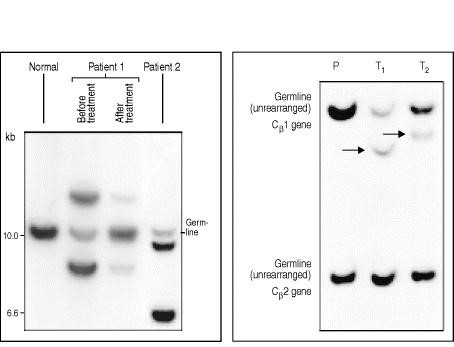 Normal
Patient 1
Patient 2
Before
treatment
After
treatment
kb
10.0
Germ-
line
6.6
P
T1
T2
Germline
(unrearranged)
Cβ1 gene
Germline
(unrearranged)
Cβ2 gene